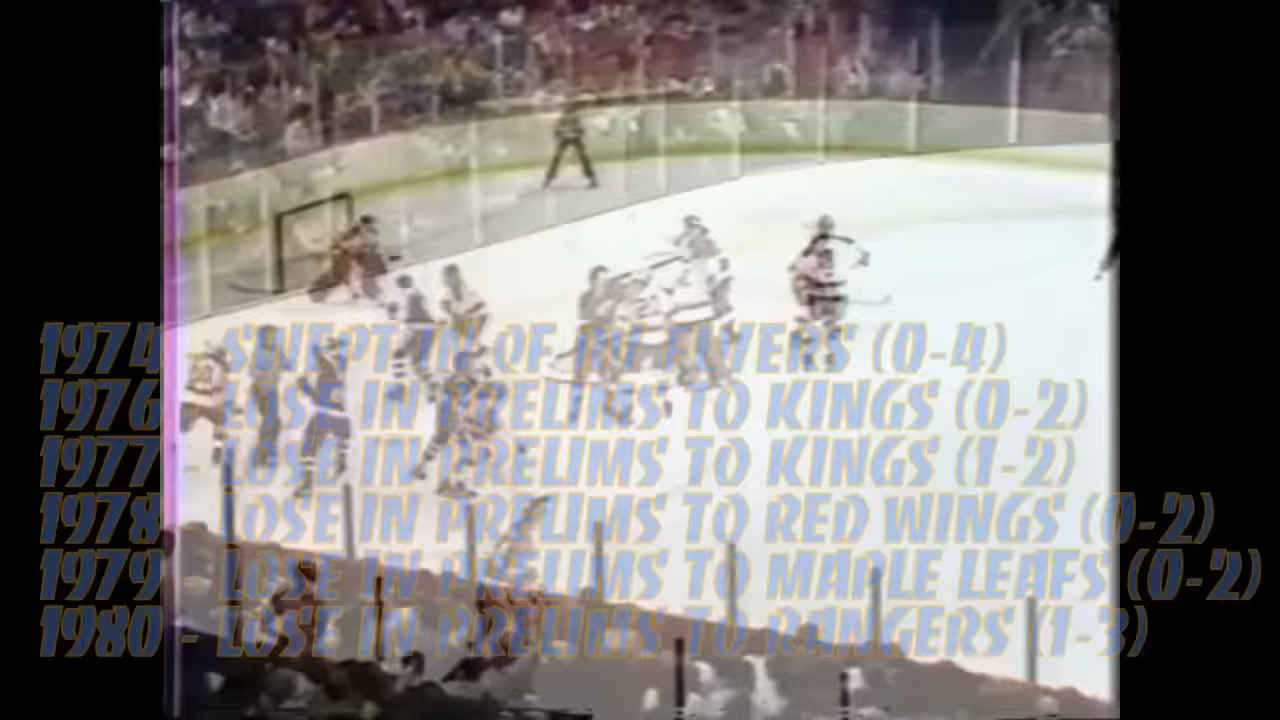 1974 - SWEPT IN QF BY FLYERS (0-4)
1976 - LOSE IN PRELIMS TO KINGS (0-2)
1977 - LOSE IN PRELIMS TO KINGS (1-2)
1978 - LOSE IN PRELIMS TO RED WINGS (0-2)
1979 - LOSE IN PRELIMS TO MAPLE LEAFS (0-2)
1980 - LOSE IN PRELIMS TO RANGERS (1-3)